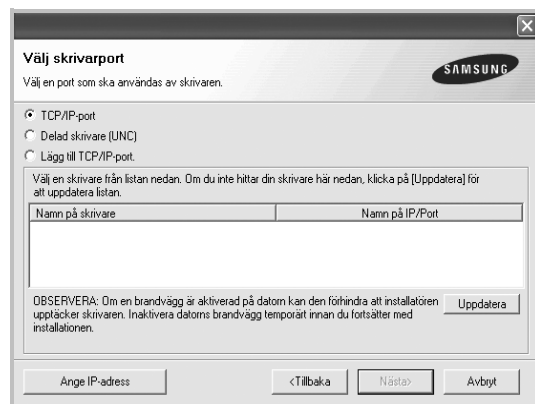 Välj skrivarport
Välj en port som ska användas av skrivaren.
SAMSUNG
TCP/IP-port
Delad skrivare (UNC)
Lägg till TCP/IP-port.
Välj en skrivare från listan nedan. Om du inte hittar din skrivare här nedan, klicka på [Uppdatera] för
att uppdatera listan.
Namn på skrivare Namn på IP/Port
OBSERVERA: Om en brandvägg är aktiverad på datorn kan den förhindra att installatören
upptäcker skrivaren. Inaktivera datorns brandvägg temporärt innan du fortsätter med
installationen.
Uppdatera
Ange IP-adress <Tillbaka Nästa> Avbryt